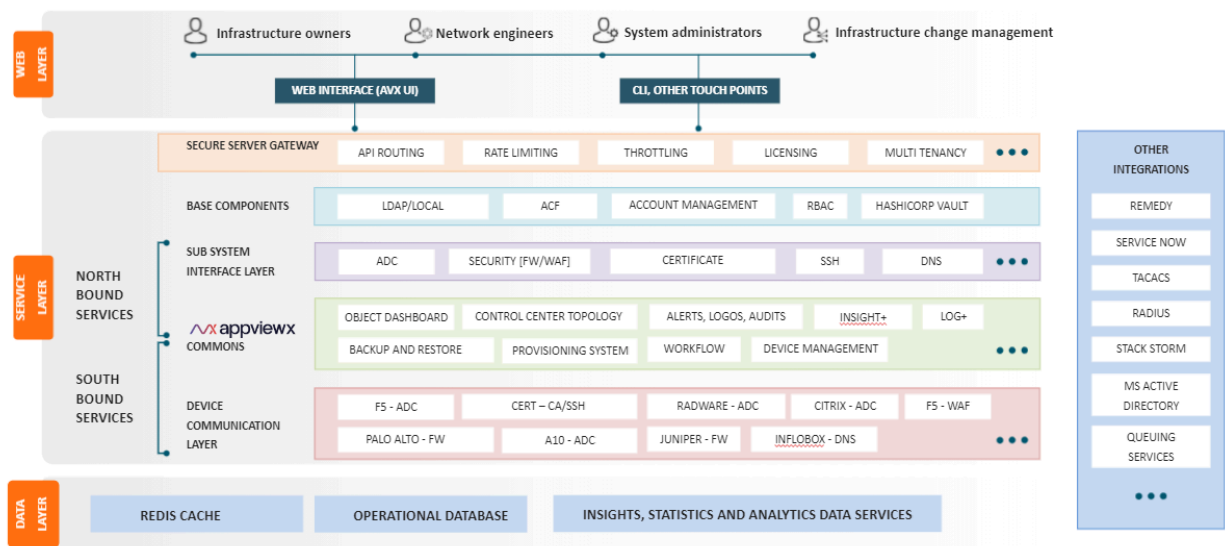 WEB
LAYER
Infrastructure owners
Network engineers
System administrators
Infrastructure change management
WEB INTERFACE (AVX UI)
CLI, OTHER TOUCH POINTS
SERVICE
LAYER
NORTH
BOUND
SERVICES
SOUTH
BOUND
SERVICES
SECURE SERVER GATEWAY
API ROUTING
RATE LIMITING
THROTTLING
LICENSING
MULTI TENANCY
BASE COMPONENTS
LDAP/LOCAL
ACF
ACCOUNT MANAGEMENT
RBAC
HASHICORP VAULT
SUB SYSTEM
INTERFACE LAYER
ADC
SECURITY [FW/WAF]
CERTIFICATE
SSH
DNS
appviewx
COMMONS
OBJECT DASHBOARD
CONTROL CENTER TOPOLOGY
ALERTS, LOGOS, AUDITS
INSIGHT+
LOG+
BACKUP AND RESTORE
PROVISIONING SYSTEM
WORKFLOW
DEVICE MANAGEMENT
DEVICE
COMMUNICATION
LAYER
F5 - ADC
CERT – CA/SSH
RADWARE - ADC
CITRIX - ADC
F5 - WAF
PALO ALTO - FW
A10 - ADC
JUNIPER - FW
INFLOBOX - DNS
OTHER
INTEGRATIONS
REMEDY
SERVICE NOW
TACACS
RADIUS
STACK STORM
MS ACTIVE
DIRECTORY
QUEUING
SERVICES
DATA
LAYER
REDIS CACHE
OPERATIONAL DATABASE
INSIGHTS, STATISTICS AND ANALYTICS DATA SERVICES